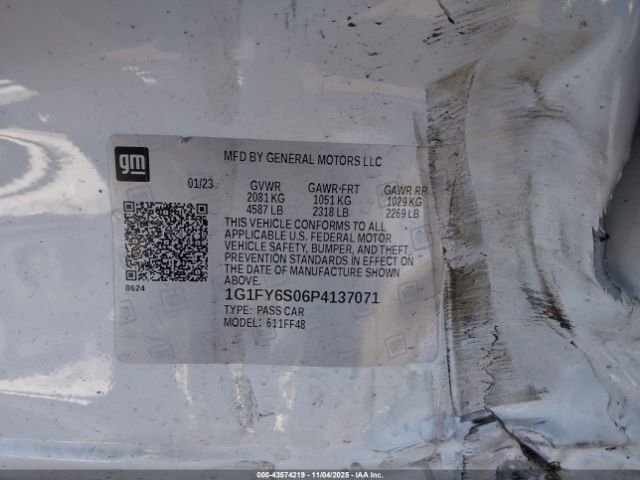 gm
MFD BY GENERAL MOTORS LLC
01/23 GVWR GAWR FRT GAWR RR
2081 KG 1051 KG 1029 KG
4587 LB 2318 LB 2269 LB
THIS VEHICLE CONFORMS TO ALL
APPLICABLE U.S. FEDERAL MOTOR
VEHICLE SAFETY, BUMPER, AND THEFT
PREVENTION STANDARDS IN EFFECT ON
THE DATE OF MANUFACTURE SHOWN
ABOVE.
8624
1G1FY6S06P4137071
TYPE: PASS CAR
MODEL: 611FF48
000-43574219 - 11/04/2025 - IAA Inc.